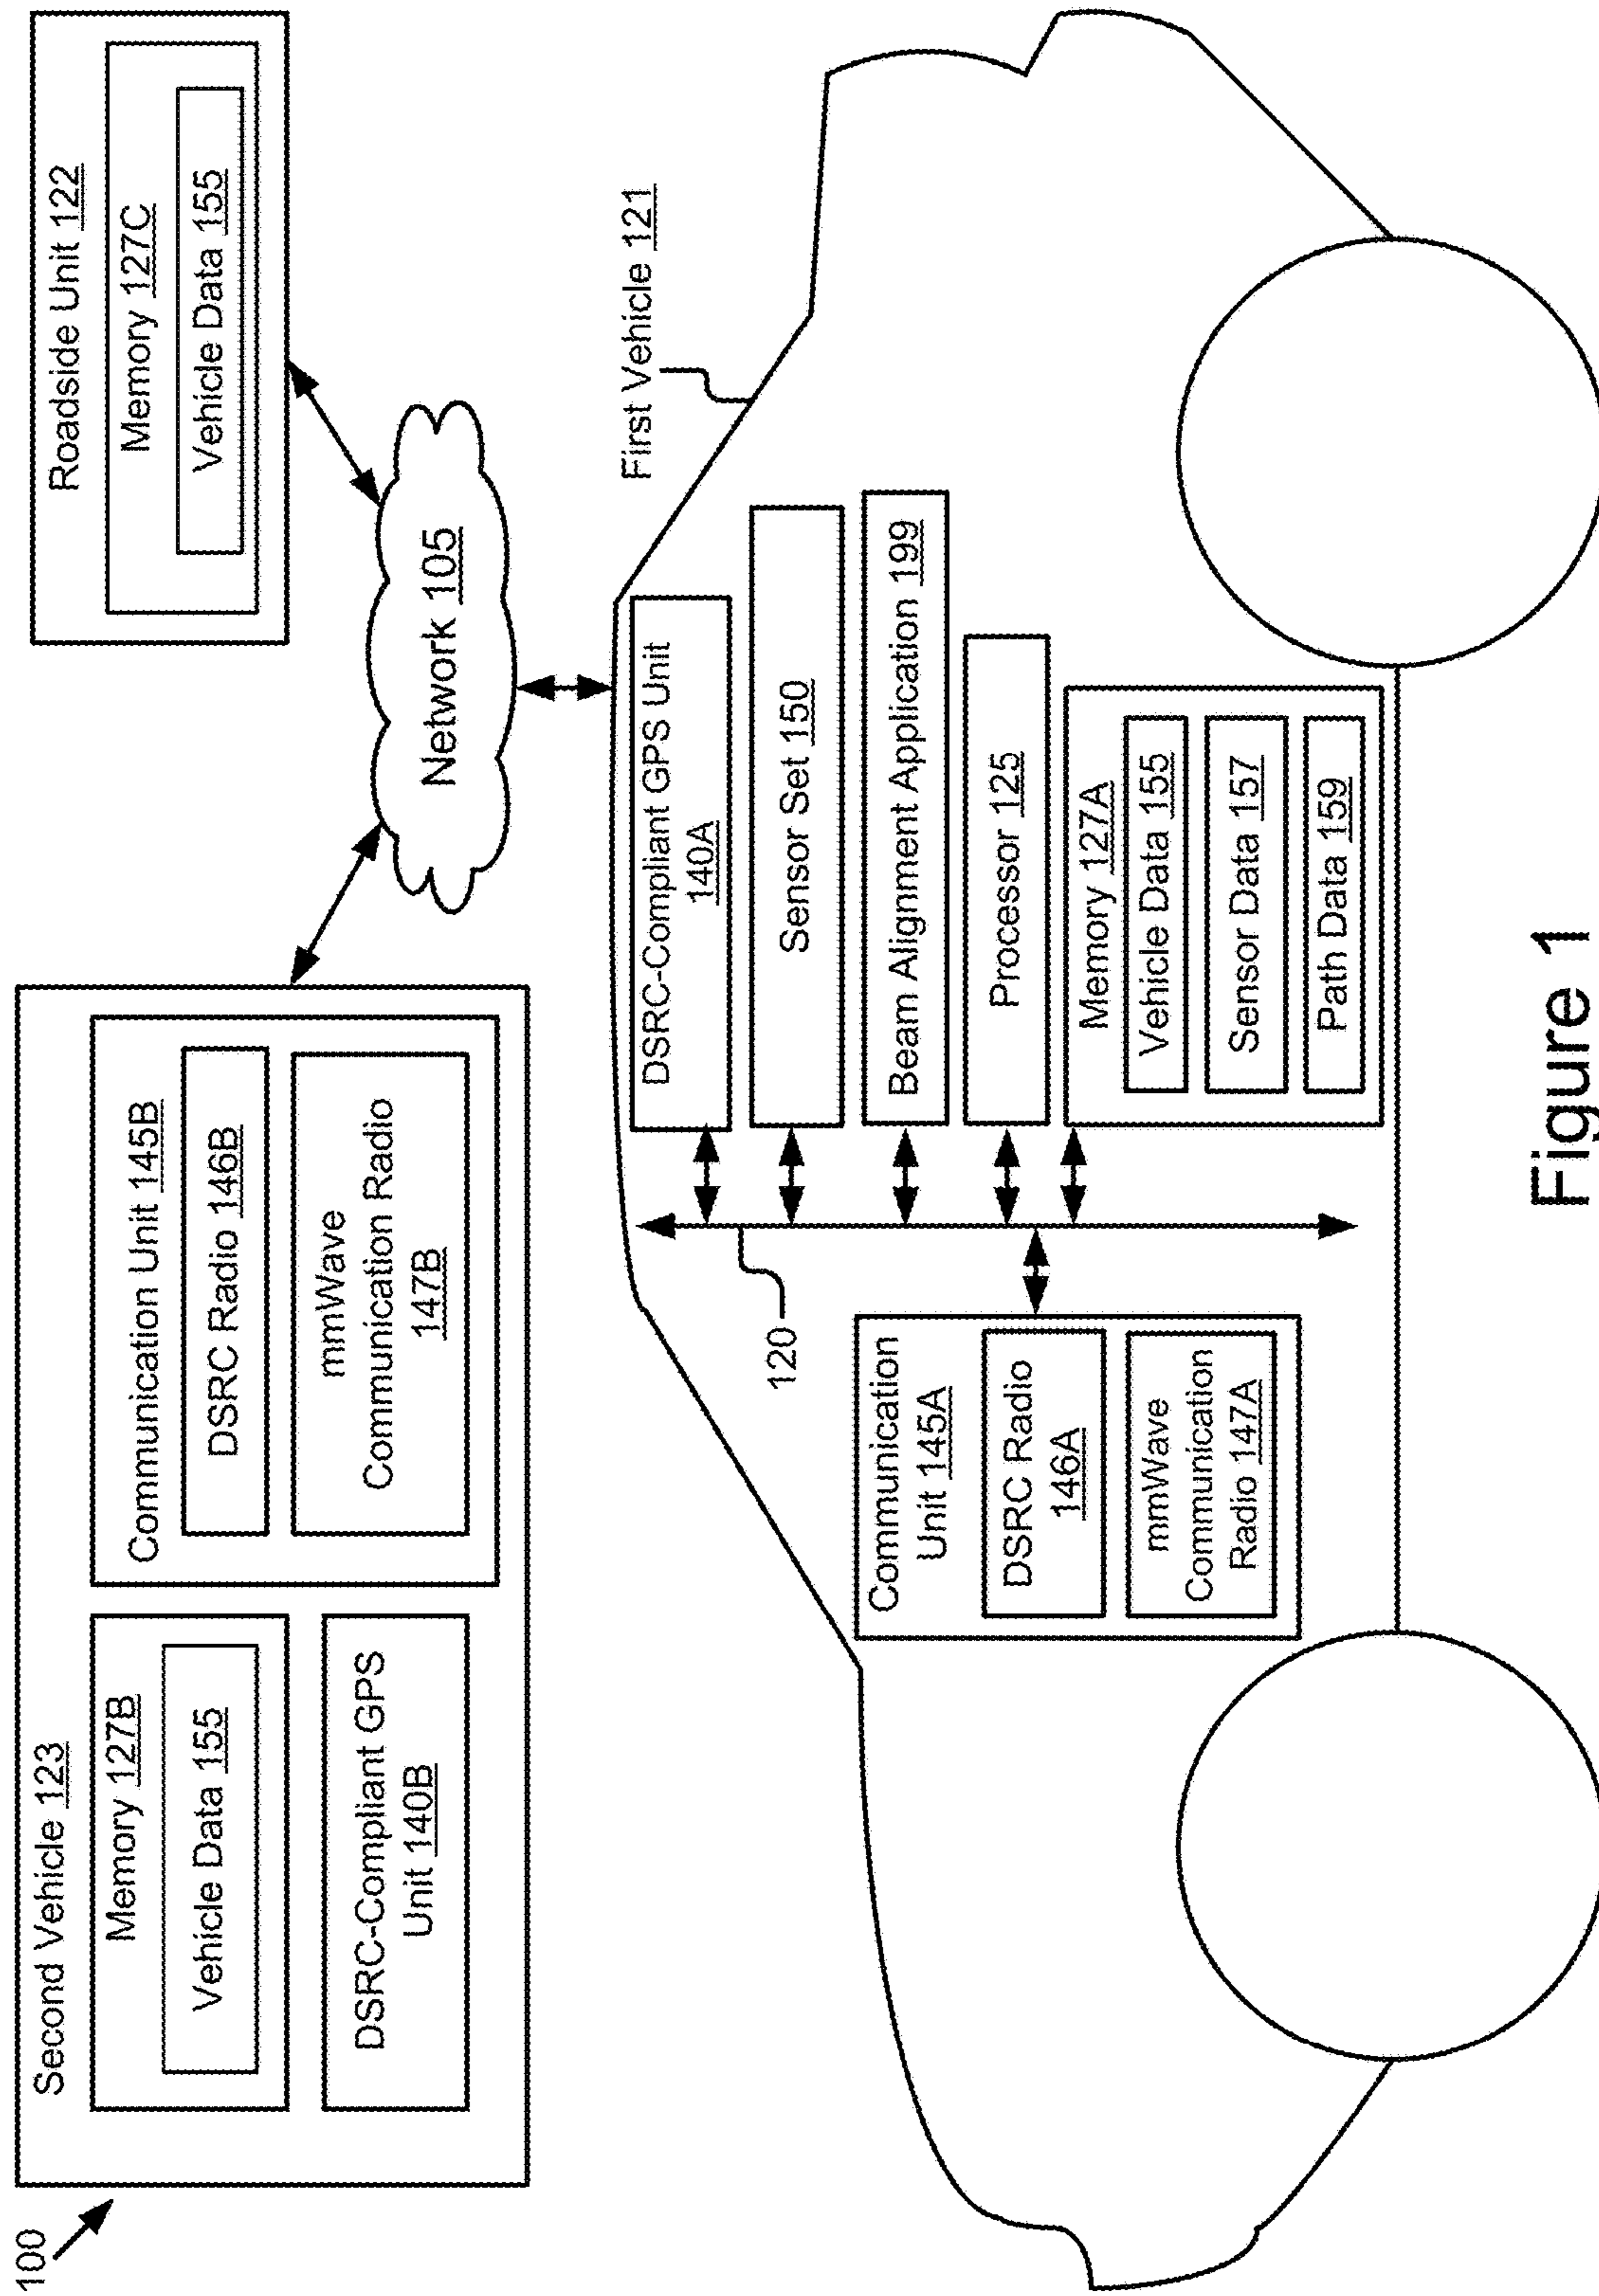 100
Second Vehicle 123
Memory 127B
Vehicle Data 155
DSRC-Compliant GPS
Unit 140B
Communication Unit 145B
DSRC Radio 146B
mmWave
Communication Radio
147B
Roadside Unit 122
Memory 127C
Vehicle Data 155
Network 105
First Vehicle 121
120
Communication
Unit 145A
DSRC Radio
146A
mmWave
Communication
Radio 147A
DSRC-Compliant GPS Unit
140A
Sensor Set 150
Beam Alignment Application 199
Processor 125
Memory 127A
Vehicle Data 155
Sensor Data 157
Path Data 159
Figure 1